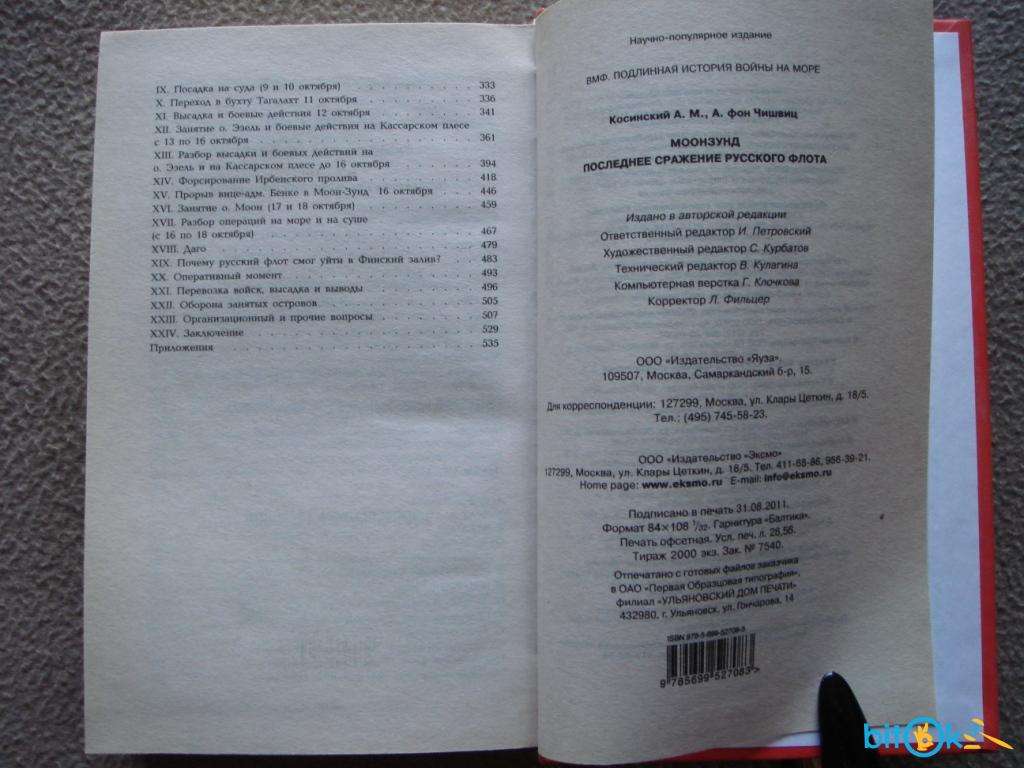 IX. Посадка на суда (9 и 10 октября) 333
X. Переход в бухту Тагалахт 11 октября 336
XI. Высадка и боевые действия 12 октября 341
XII. Занятие о. Эзель и боевые действия на Кассарском плесе
с 13 по 16 октября 361
XIII. Разбор высадки и боевых действий на
о. Эзель и на Кассарском плесе до 16 октября 394
XIV. Форсирование Ирбенского пролива 418
XV. Прорыв вице-адм. Бенке в Моон-Зунд 16 октября 446
XVI. Занятие о. Моон (17 и 18 октября) 459
XVII. Разбор операций на море и на суше
(с 16 по 18 октября) 467
XVIII. Даго 479
XIX. Почему русский флот смог уйти в Финский залив? 483
XX. Оперативный момент 493
XXI. Перевозка войск, высадка и выводы 496
XXII. Оборона занятых островов 505
XXIII. Организационный и прочие вопросы 507
XXIV. Заключение 529
Приложения 535
Научно-популярное издание
ВМФ. ПОДЛИННАЯ ИСТОРИЯ ВОЙНЫ НА МОРЕ
Косинский А. М., А. фон Чишвиц
МООНЗУНД
ПОСЛЕДНЕЕ СРАЖЕНИЕ РУССКОГО ФЛОТА
Издано в авторской редакции
Ответственный редактор И. Петровский
Художественный редактор С. Курбатов
Технический редактор В. Кулагина
Компьютерная верстка Г. Клочкова
Корректор Л. Фильцер
ООО «Издательство «Яуза».
109507, Москва, Самаркандский б-р, 15.
Для корреспонденции: 127299, Москва, ул. Клары Цеткин, д. 18/5.
Тел.: (495) 745-58-23.
ООО «Издательство «Эксмо»
127299, Москва, ул. Клары Цеткин, д. 18/5. Тел. 411-68-86, 956-39-21.
Home page: www.eksmo.ru E-mail: info@eksmo.ru
Подписано в печать 31.08.2011.
Формат 84×108 1/32. Гарнитура «Балтика».
Печать офсетная. Усл. печ. л. 28,56.
Тираж 2000 экз. Зак. № 7540.
Отпечатано с готовых файлов заказчика
в ОАО «Первая Образцовая типография»,
филиал «УЛЬЯНОВСКИЙ ДОМ ПЕЧАТИ»
432980, г. Ульяновск, ул. Гончарова, 14
ISBN 978-5-699-52708-3
9 785699 527083 >
bitOk